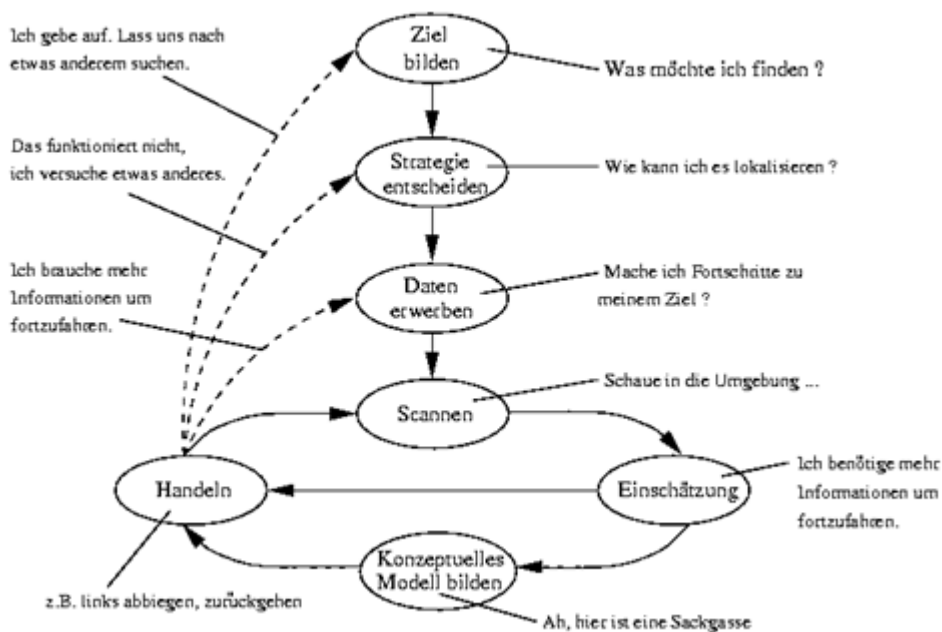 Ich gebe auf. Lass uns nach
etwas anderem suchen.
Ziel
bilden
Was möchte ich finden ?
Das funktioniert nicht,
ich versuche etwas anderes.
Strategie
entscheiden
Wie kann ich es lokalisieren ?
Ich brauche mehr
Informationen um
fortzufahren.
Daten
erwerben
Mache ich Fortschritte zu
meinem Ziel ?
Scannen
Schaue in die Umgebung ...
Handeln
Einschätzung
Ich benötige mehr
Informationen um
fortzufahren.
Konzeptuelles
Modell bilden
z.B. links abbiegen, zurückgehen
Ah, hier ist eine Sackgasse